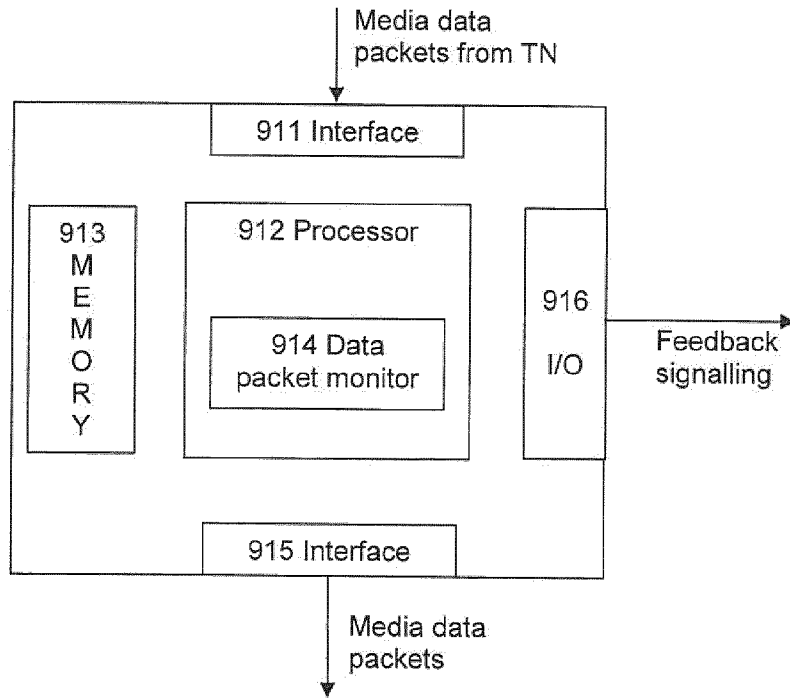 Media data
packets from TN
911 Interface
913
M
E
M
O
R
Y
912 Processor
914 Data
packet monitor
916
I/O
Feedback
signalling
915 Interface
Media data
packets